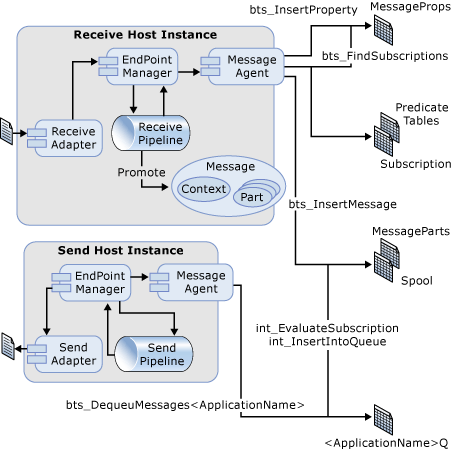 bts_InsertProperty
MessageProps
Receive Host Instance
bts_FindSubscriptions
EndPoint
Manager
Message
Agent
Predicate
Tables
Receive
Adapter
Receive
Pipeline
Subscription
Promote
Message
Context
Part
bts_InsertMessage
MessageParts
Send Host Instance
EndPoint
Manager
Message
Agent
Spool
int_EvaluateSubscription
int_InsertIntoQueue
Send
Adapter
Send
Pipeline
bts_DequeuMessages<ApplicationName>
<ApplicationName>Q